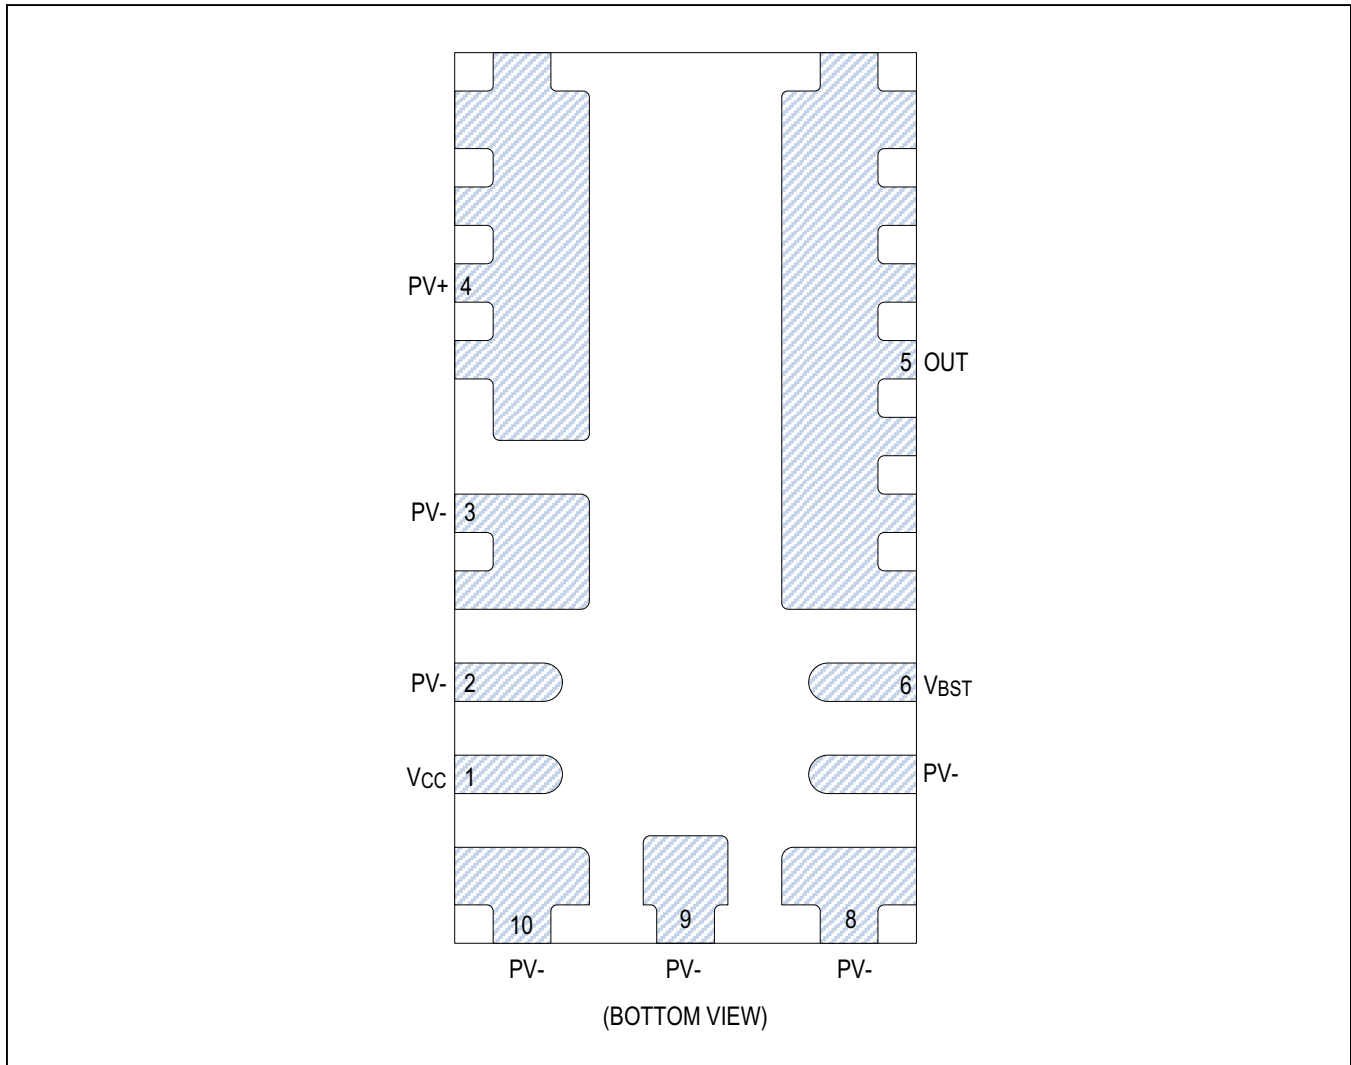 PV+ 4
5 OUT
PV- 3
PV- 2
6 VBST
VCC 1
PV-
10 9 8
PV- PV- PV-
(BOTTOM VIEW)